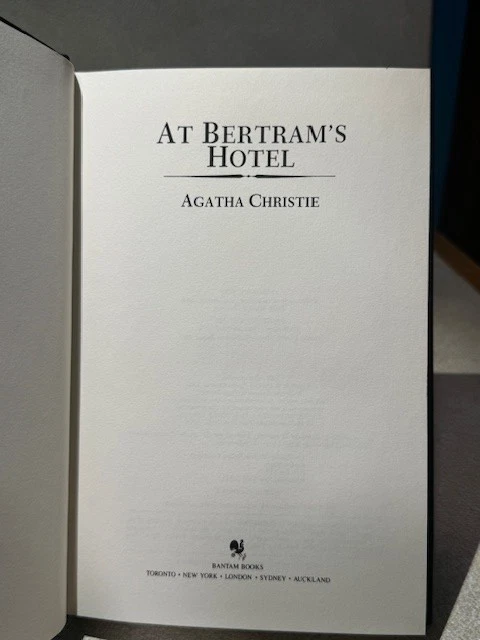 AT BERTRAM'S
HOTEL
AGATHA CHRISTIE
BANTAM BOOKS
TORONTO • NEW YORK • LONDON • SYDNEY • AUCKLAND